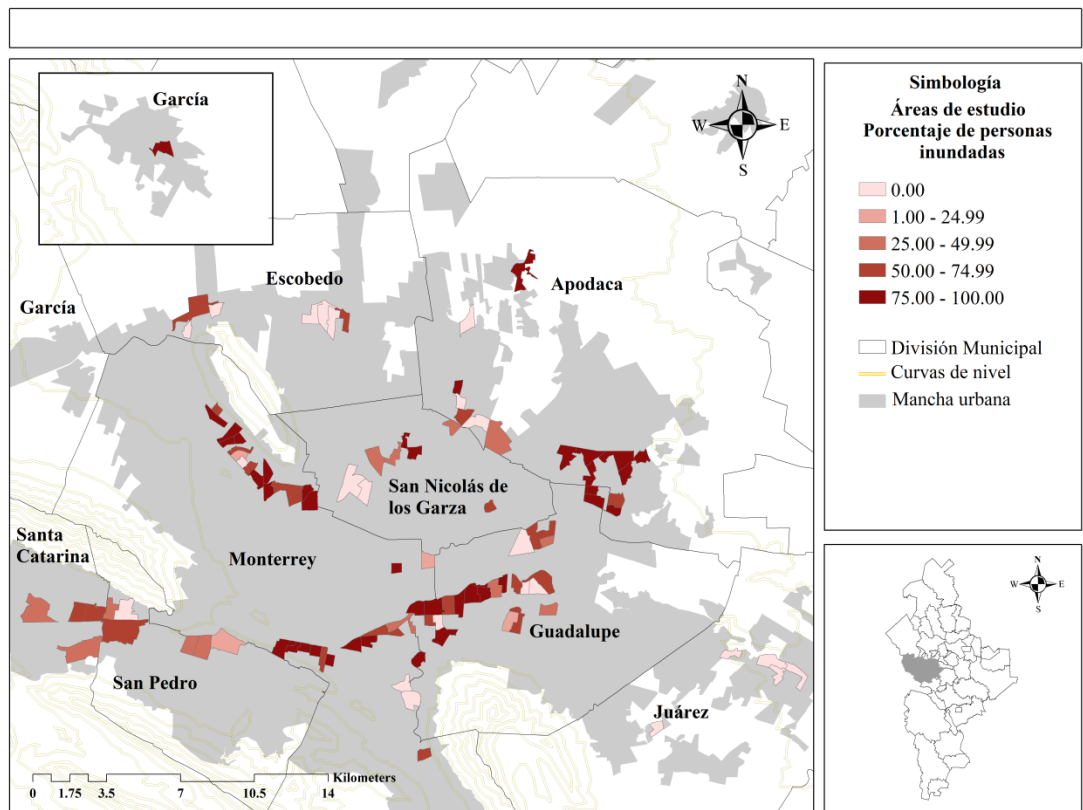 García
N
W E
S
Escobedo
Apodaca
García
San Nicolás de
los Garza
Santa
Catarina
Monterrey
Guadalupe
San Pedro
Juárez
Kilometers
0 1.75 3.5 7 10.5 14
Simbología
Áreas de estudio
Porcentaje de personas
inundadas
0.00
1.00 - 24.99
25.00 - 49.99
50.00 - 74.99
75.00 - 100.00
División Municipal
Curvas de nivel
Mancha urbana
N
W E
S